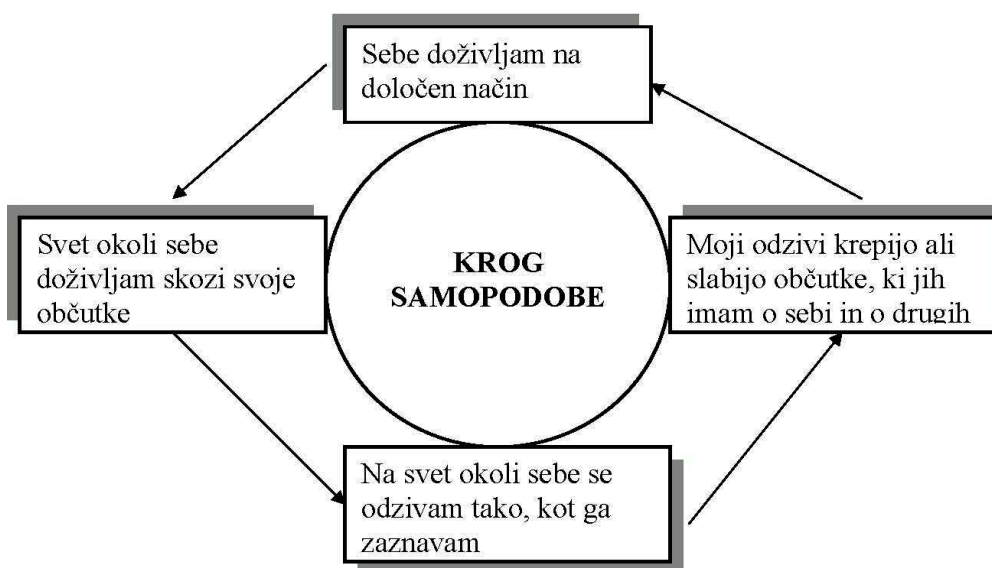 Sebe doživljam na
določen način
Svet okoli sebe
doživljam skozi svoje
občutke
KROG
SAMOPODOBE
Moji odzivi krepijo ali
slabijo občutke, ki jih
imam o sebi in o drugih
Na svet okoli sebe se
odzivam tako, kot ga
zaznavam